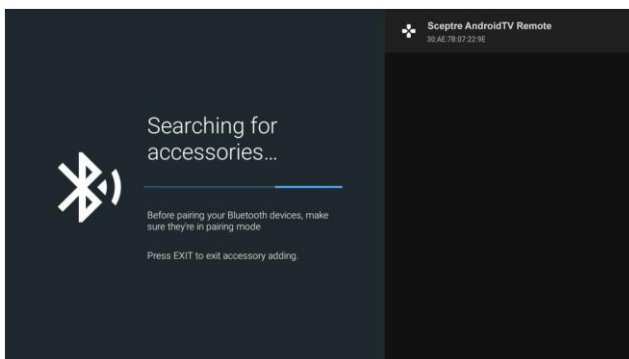 Searching for
accessories...
Before pairing your Bluetooth devices, make
sure they're in pairing mode
Press EXIT to exit accessory adding.
Sceptre AndroidTV Remote
30:AE:7B:07:22:9E